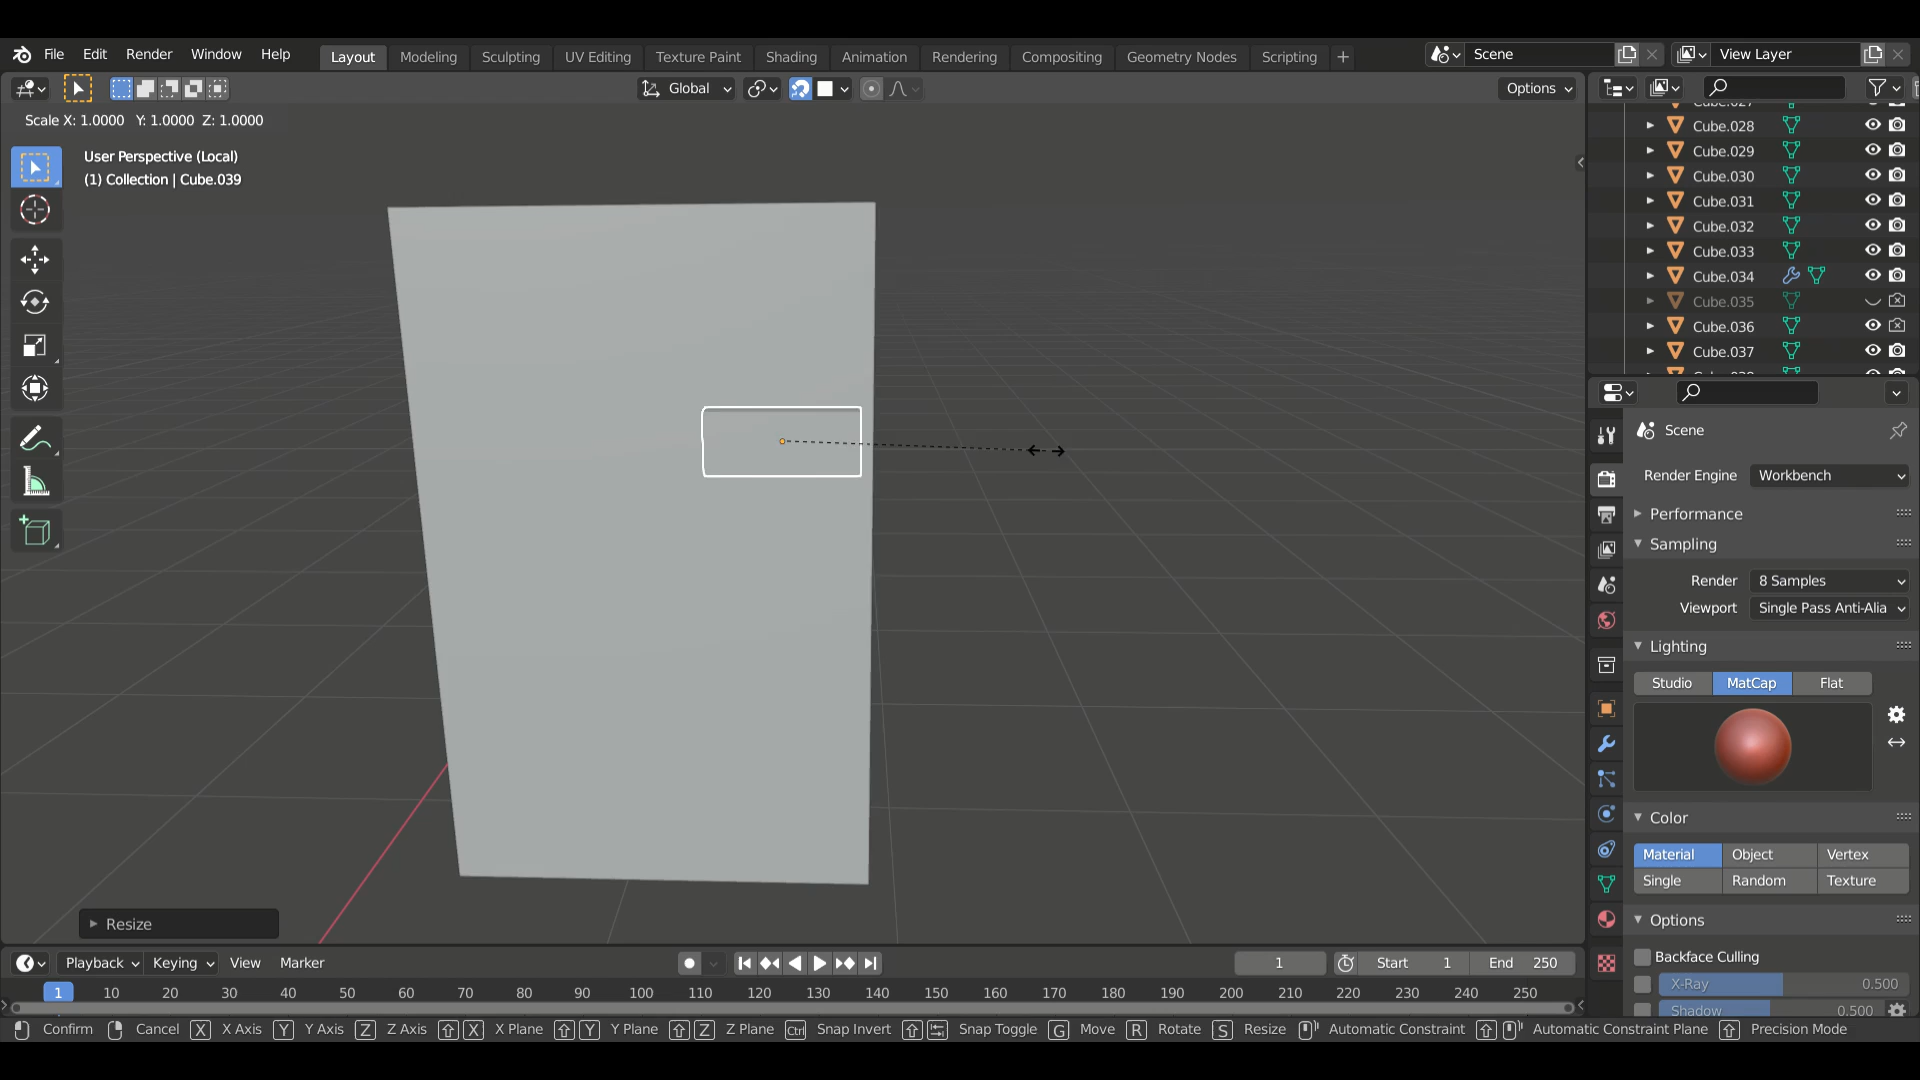 File Edit Render Window Help Layout Modeling Sculpting UV Editing Texture Paint Shading Animation Rendering Compositing Geometry Nodes Scripting + Scene View Layer
Global Options
Scale X: 1.0000 Y: 1.0000 Z: 1.0000
User Perspective (Local)
(1) Collection | Cube.039
Cube.027
Cube.028
Cube.029
Cube.030
Cube.031
Cube.032
Cube.033
Cube.034
Cube.035
Cube.036
Cube.037
Scene
Render Engine Workbench
Performance
Sampling
Render 8 Samples
Viewport Single Pass Anti-Alia
Lighting
Studio MatCap Flat
Color
Material Object Vertex
Single Random Texture
Options
Backface Culling
X-Ray 0.500
Shadow 0.500
Resize
Playback Keying View Marker 1 Start 1 End 250
1 10 20 30 40 50 60 70 80 90 100 110 120 130 140 150 160 170 180 190 200 210 220 230 240 250
Confirm Cancel X X Axis Y Y Axis Z Z Axis X X Plane Y Y Plane Z Z Plane Ctrl Snap Invert Snap Toggle G Move R Rotate S Resize Automatic Constraint Automatic Constraint Plane Precision Mode